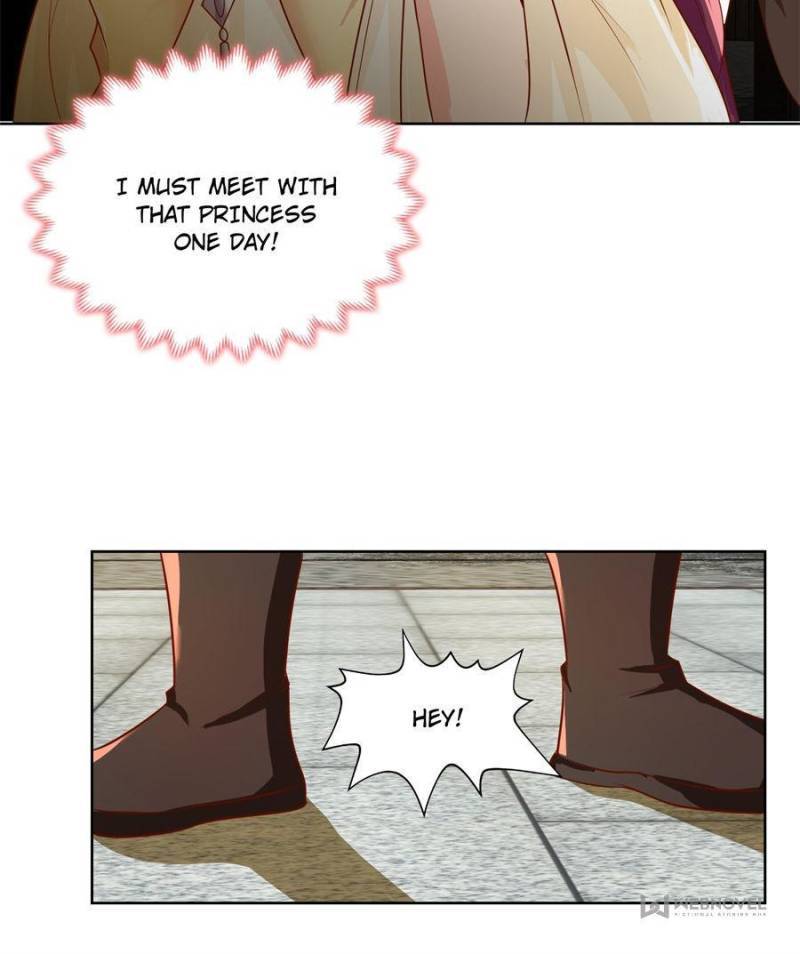 I MUST MEET WITH
THAT PRINCESS
ONE DAY!
HEY!
WEBNOVEL